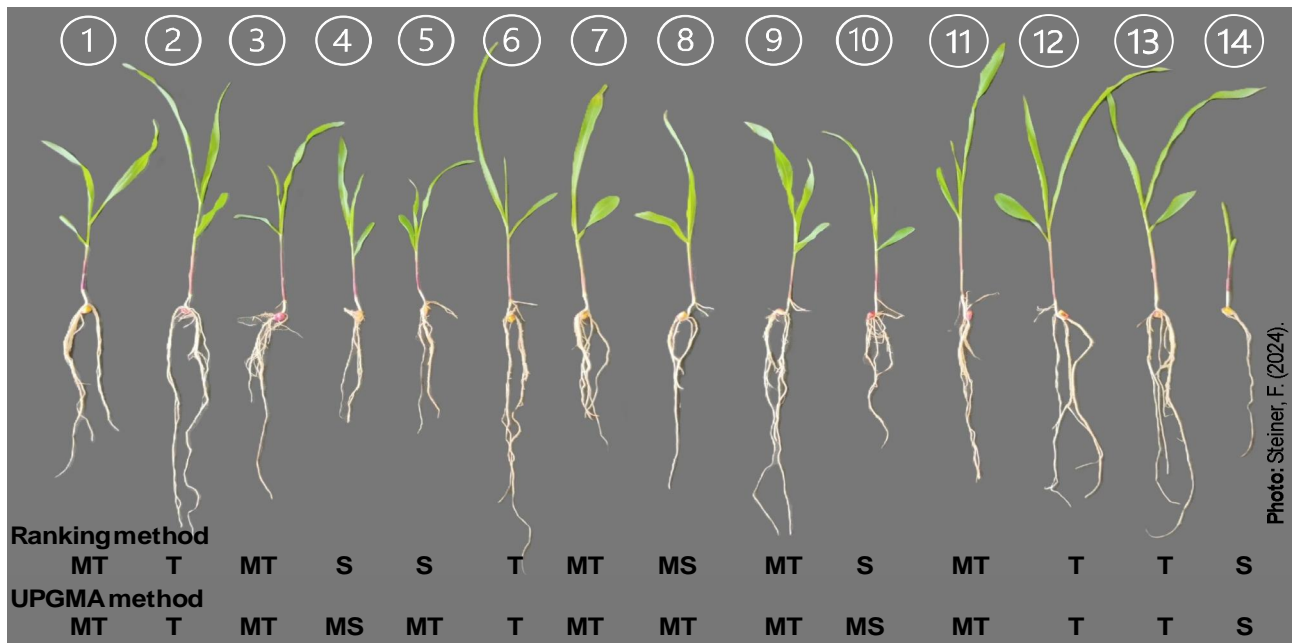 1 2 3 4 5 6 7 8 9 10 11 12 13 14
Photo: Steiner, F. (2024).
Ranking method
MT T MT S S T MT MS MT S MT T T S
UPGMA method
MT T MT MS MT T MT MT MT MS MT T T S